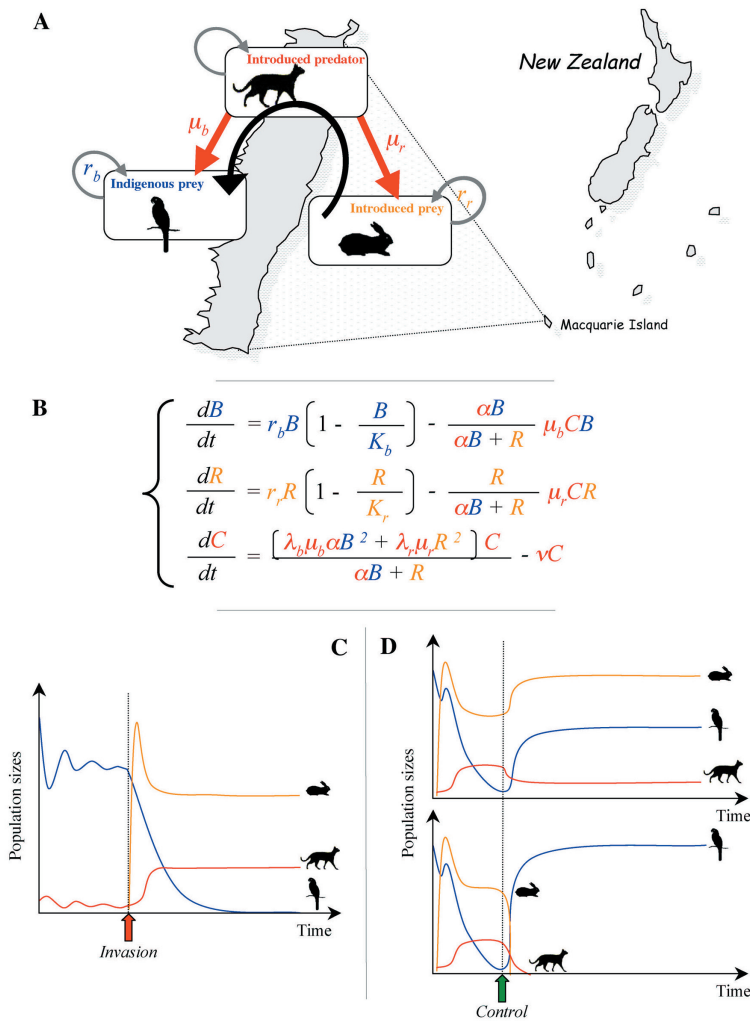 A
Introduced predator
New Zealand
μb
μr
rb
Indigenous prey
Introduced prey
rr
Macquarie Island
B
dB/dt = rbB (1 - B/Kb) - αB/(αB + R) μbCB
dR/dt = rrR (1 - R/Kr) - R/(αB + R) μrCR
dC/dt = (λbμbαB² + λrμrR²) C/(αB + R) - νC
C
Population sizes
Time
Invasion
D
Population sizes
Time
Population sizes
Time
Control